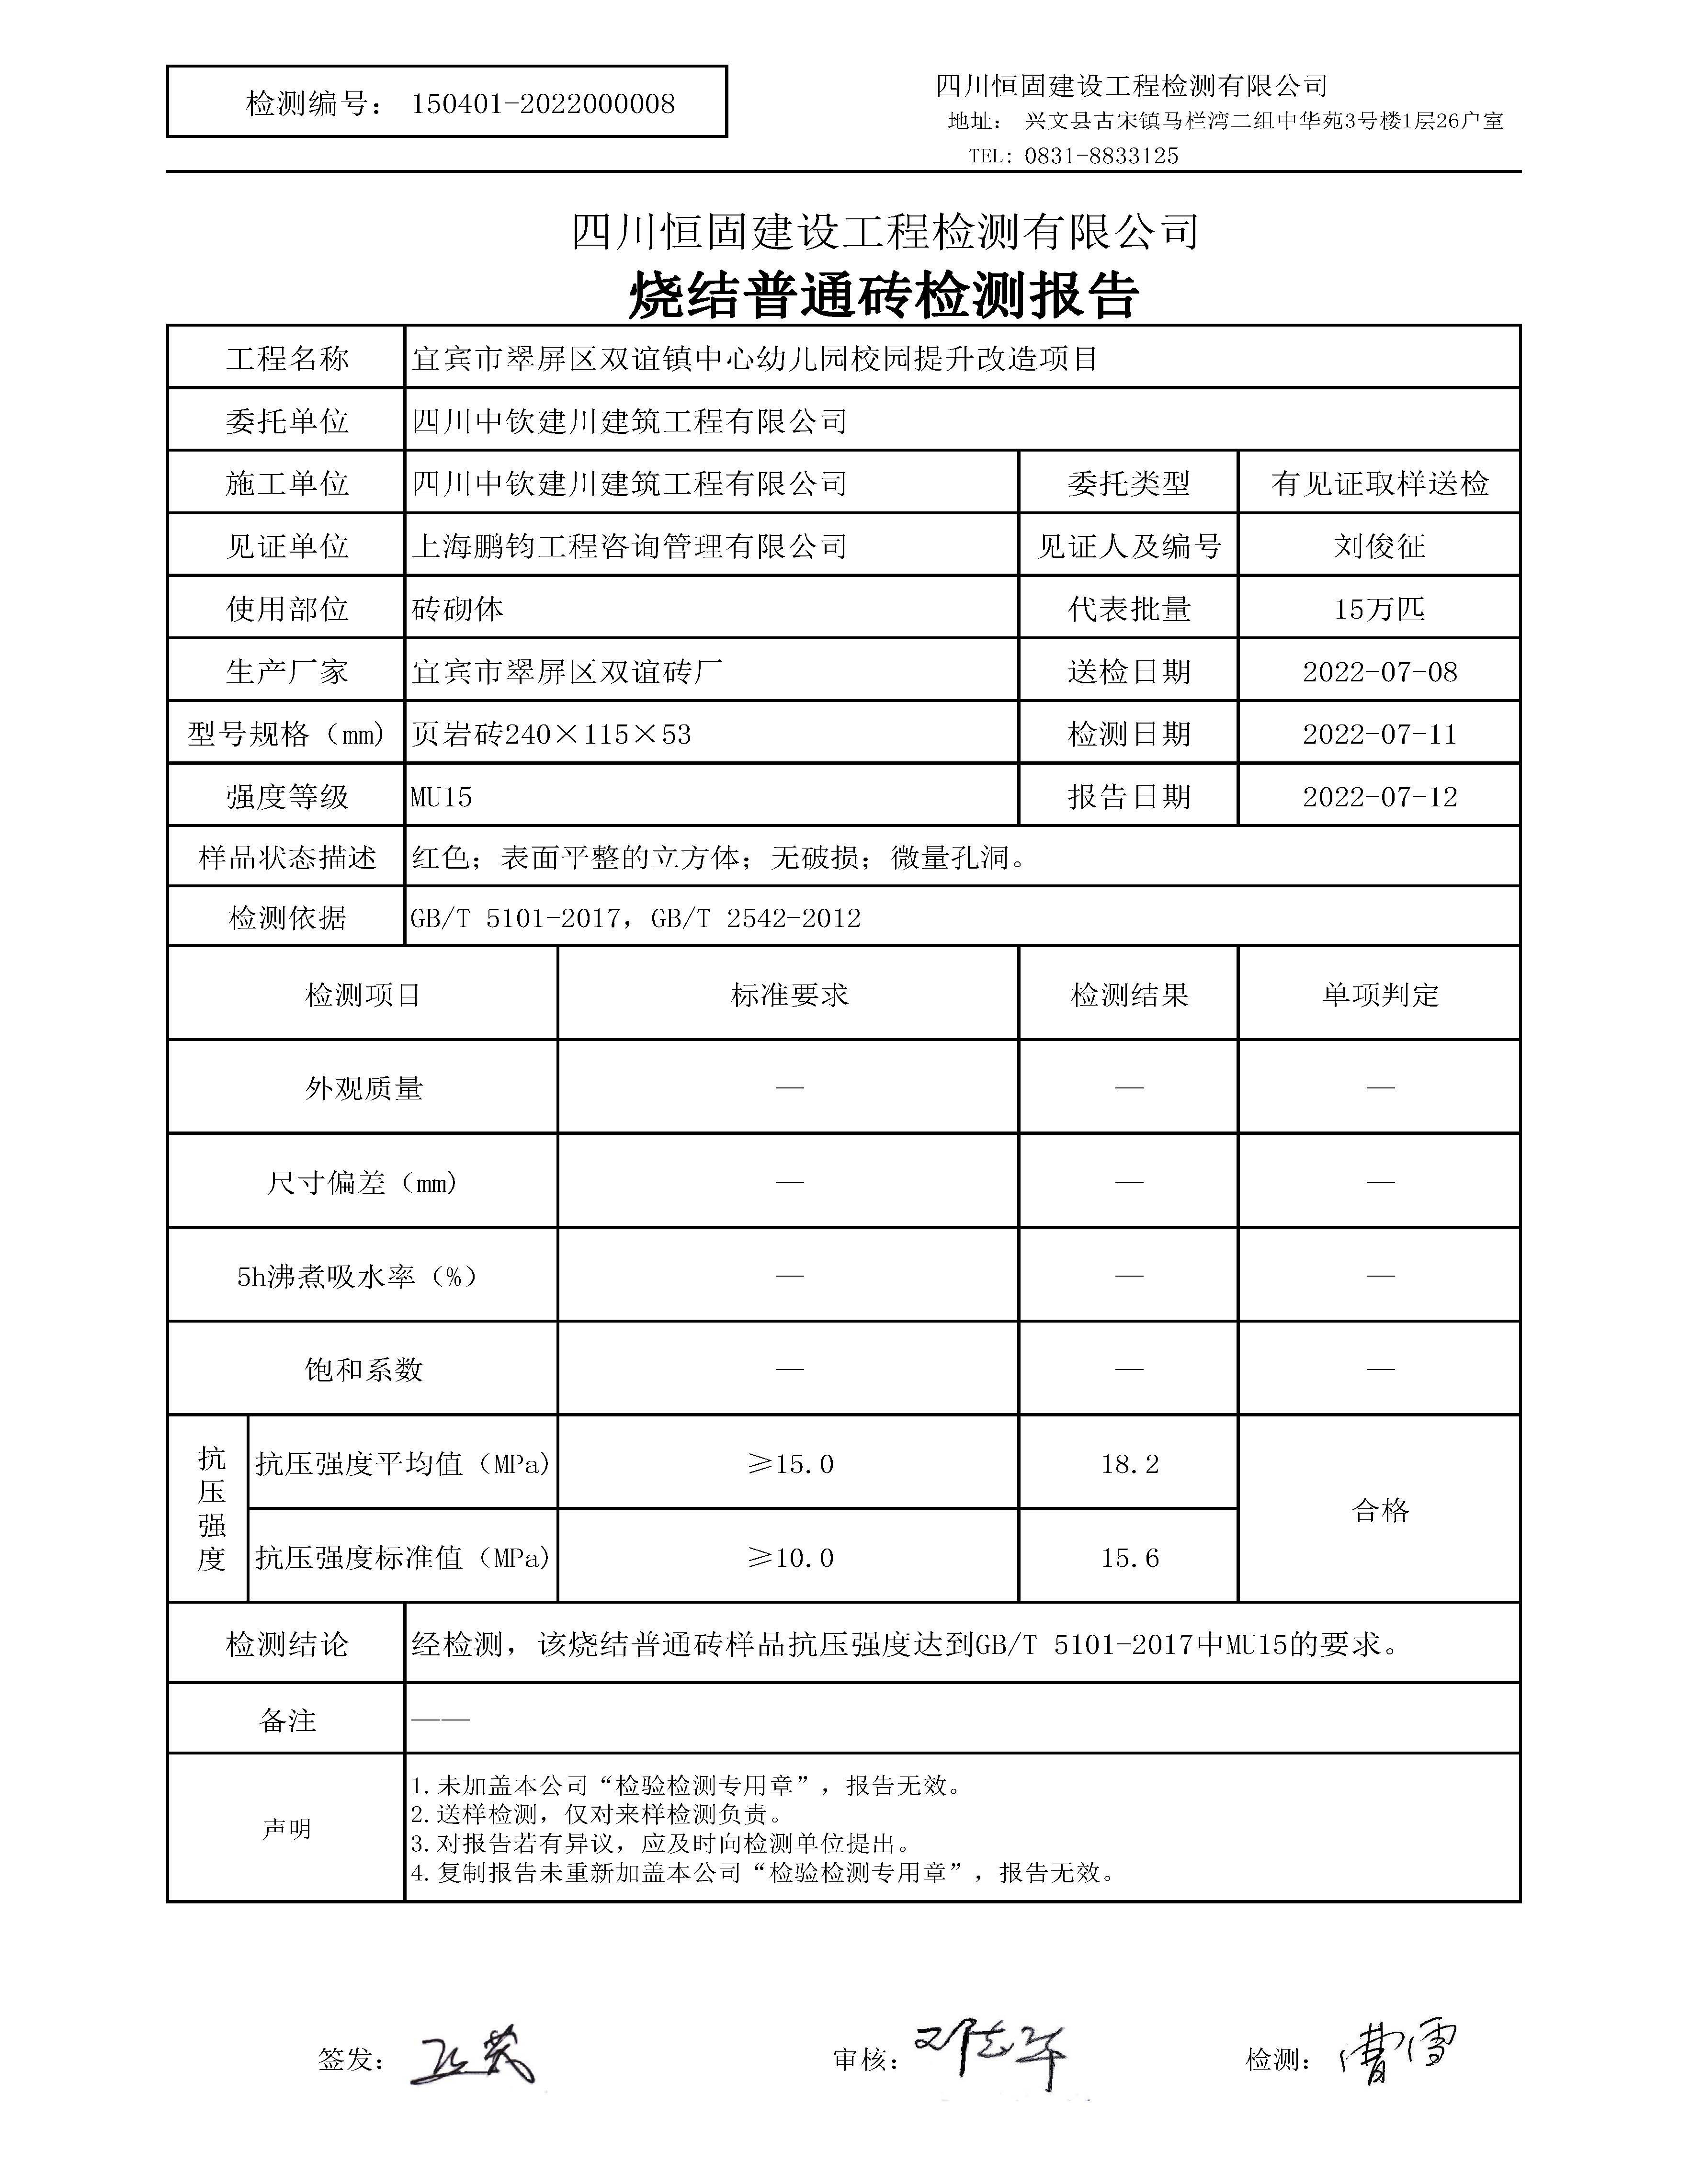 检测编号： 150401-2022000008
四川恒固建设工程检测有限公司
地址： 兴文县古宋镇马栏湾二组中华苑3号楼1层26户室
TEL: 0831-8833125
四川恒固建设工程检测有限公司
烧结普通砖检测报告
工程名称 宜宾市翠屏区双谊镇中心幼儿园校园提升改造项目
委托单位 四川中钦建川建筑工程有限公司
施工单位 四川中钦建川建筑工程有限公司 委托类型 有见证取样送检
见证单位 上海鹏钧工程咨询管理有限公司 见证人及编号 刘俊征
使用部位 砖砌体 代表批量 15万匹
生产厂家 宜宾市翠屏区双谊砖厂 送检日期 2022-07-08
型号规格（mm） 页岩砖240×115×53 检测日期 2022-07-11
强度等级 MU15 报告日期 2022-07-12
样品状态描述 红色；表面平整的立方体；无破损；微量孔洞。
检测依据 GB/T 5101-2017，GB/T 2542-2012
检测项目 标准要求 检测结果 单项判定
外观质量 — — —
尺寸偏差（mm） — — —
5h沸煮吸水率（%） — — —
饱和系数 — — —
抗压强度 抗压强度平均值（MPa） ≥15.0 18.2 合格
抗压强度标准值（MPa） ≥10.0 15.6
检测结论 经检测，该烧结普通砖样品抗压强度达到GB/T 5101-2017中MU15的要求。
备注 ——
声明 1.未加盖本公司“检验检测专用章”，报告无效。
2.送样检测，仅对来样检测负责。
3.对报告若有异议，应及时向检测单位提出。
4.复制报告未重新加盖本公司“检验检测专用章”，报告无效。
签发： 审核： 检测： 曹雪